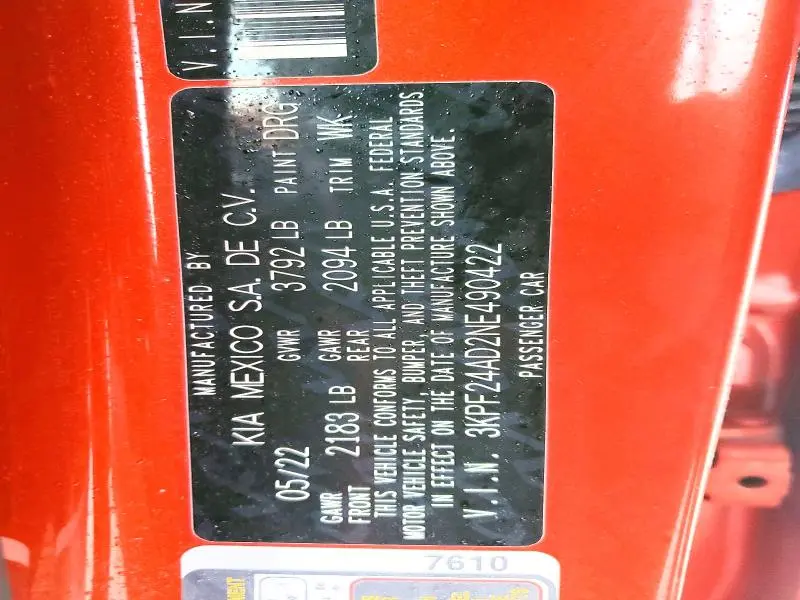 V.I.N
MANUFACTURED BY
KIA MEXICO S.A. DE C.V.
05/22 GVWR 3792 LB PAINT DRG
GAWR FRONT 2183 LB GAWR REAR 2094 LB TRIM WK
THIS VEHICLE CONFORMS TO ALL APPLICABLE U.S.A. FEDERAL
MOTOR VEHICLE SAFETY, BUMPER, AND THEFT PREVENTION STANDARDS
IN EFFECT ON THE DATE OF MANUFACTURE SHOWN ABOVE.
V.I.N. 3KPF24AD2NE490422
PASSENGER CAR
7610